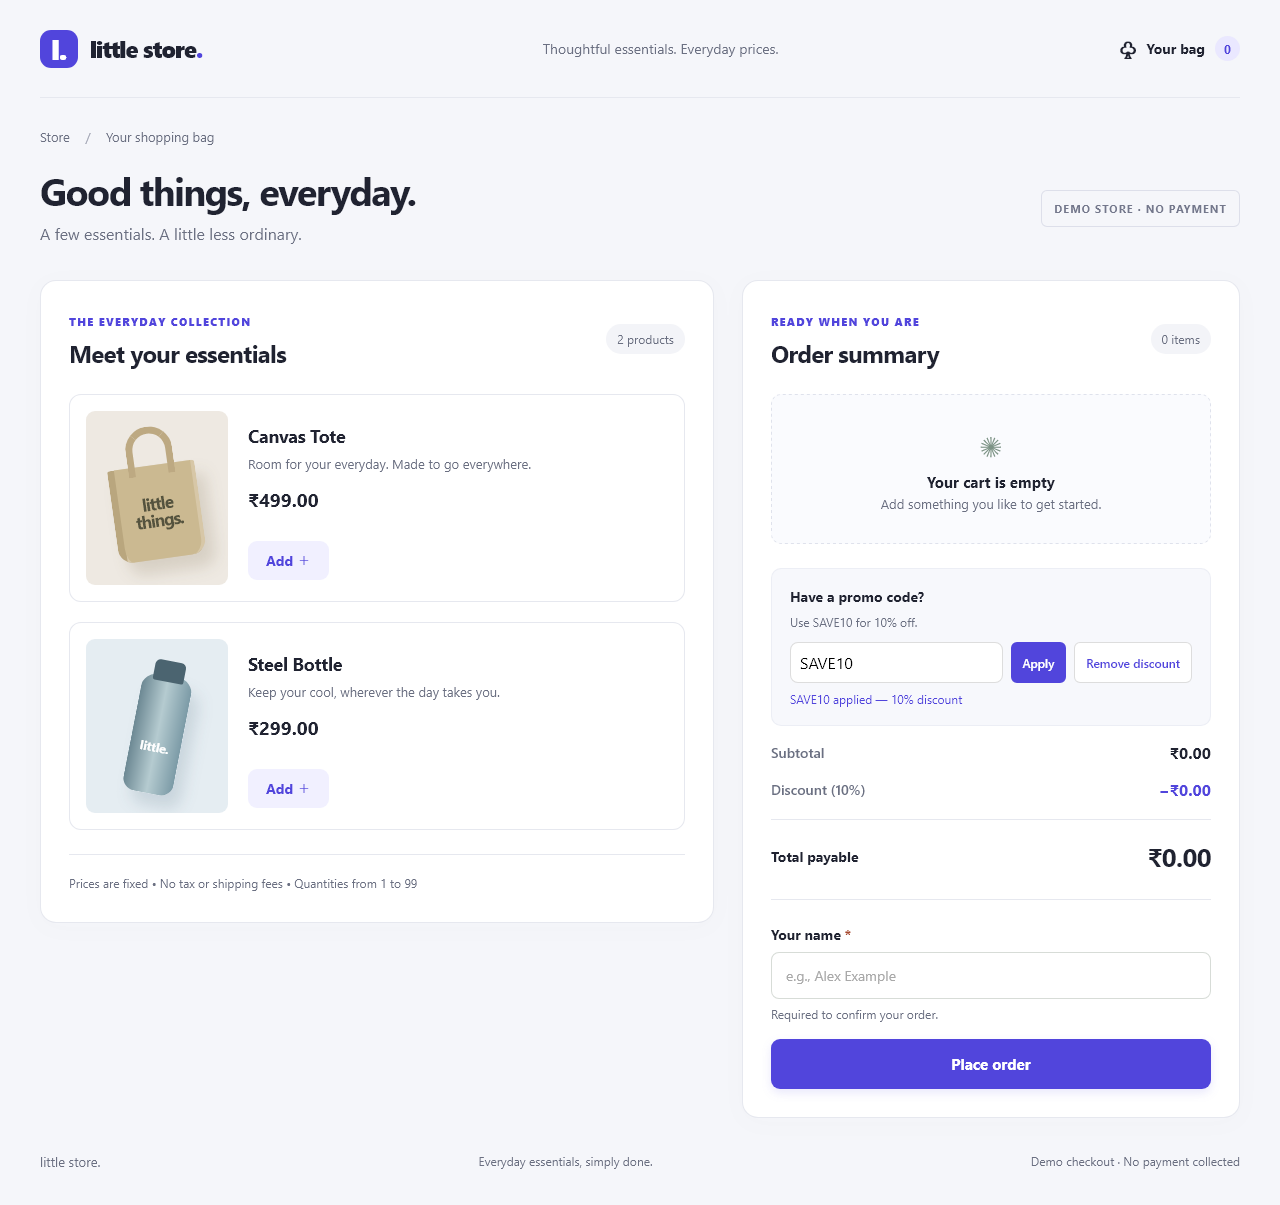 l.
little store.
Thoughtful essentials. Everyday prices.
Your bag 0
Store / Your shopping bag
Good things, everyday.
A few essentials. A little less ordinary.
DEMO STORE · NO PAYMENT
THE EVERYDAY COLLECTION
Meet your essentials
2 products
little
things.
Canvas Tote
Room for your everyday. Made to go everywhere.
₹499.00
Add +
little.
Steel Bottle
Keep your cool, wherever the day takes you.
₹299.00
Add +
Prices are fixed • No tax or shipping fees • Quantities from 1 to 99
READY WHEN YOU ARE
Order summary
0 items
Your cart is empty
Add something you like to get started.
Have a promo code?
Use SAVE10 for 10% off.
SAVE10 Apply Remove discount
SAVE10 applied — 10% discount
Subtotal ₹0.00
Discount (10%) −₹0.00
Total payable ₹0.00
Your name *
e.g., Alex Example
Required to confirm your order.
Place order
little store.
Everyday essentials, simply done.
Demo checkout · No payment collected